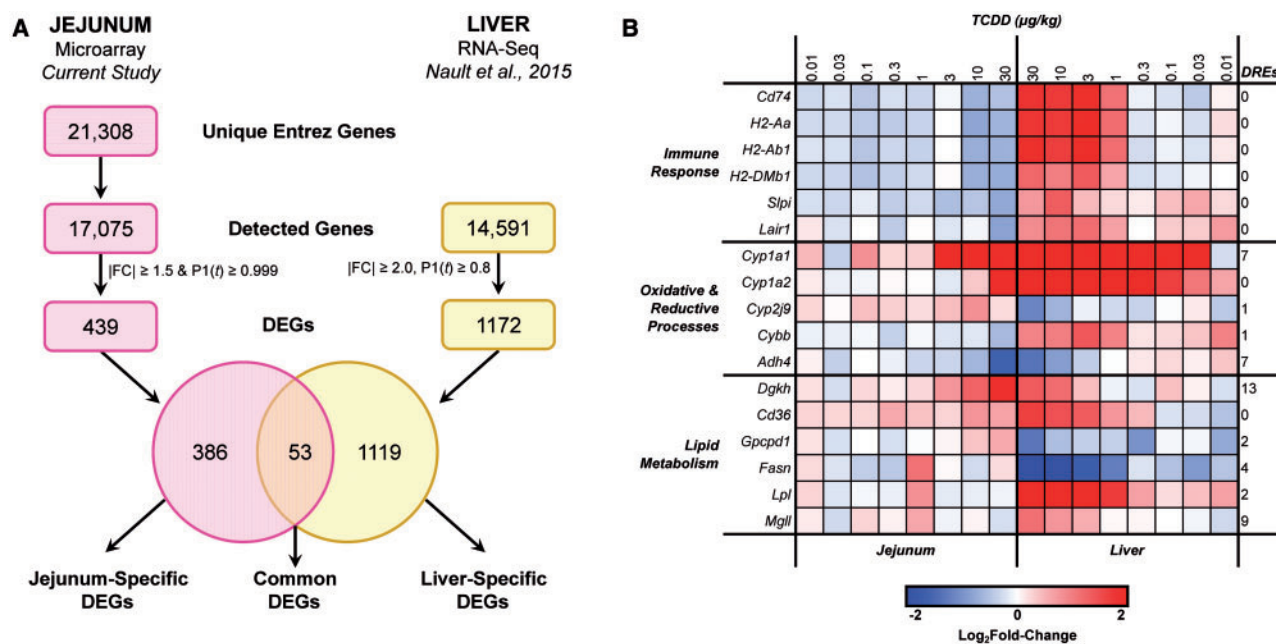 A
JEJUNUM
Microarray
Current Study
LIVER
RNA-Seq
Nault et al., 2015
21,308
Unique Entrez Genes
17,075
Detected Genes
14,591
|FC| ≥ 1.5 & P1(t) ≥ 0.999
|FC| ≥ 2.0, P1(t) ≥ 0.8
439
DEGs
1172
386
53
1119
Jejunum-Specific
DEGs
Common
DEGs
Liver-Specific
DEGs
B
TCDD (µg/kg)
0.01 0.03 0.1 0.3 1 3 10 30 30 10 3 1 0.3 0.1 0.03 0.01 DREs
Immune
Response
Cd74 0
H2-Aa 0
H2-Ab1 0
H2-DMb1 0
Slpi 0
Lair1 0
Oxidative &
Reductive
Processes
Cyp1a1 7
Cyp1a2 0
Cyp2j9 1
Cybb 1
Adh4 7
Lipid
Metabolism
Dgkh 13
Cd36 0
Gpcpd1 2
Fasn 4
Lpl 2
Mgll 9
Jejunum Liver
-2 0 2
Log2Fold-Change